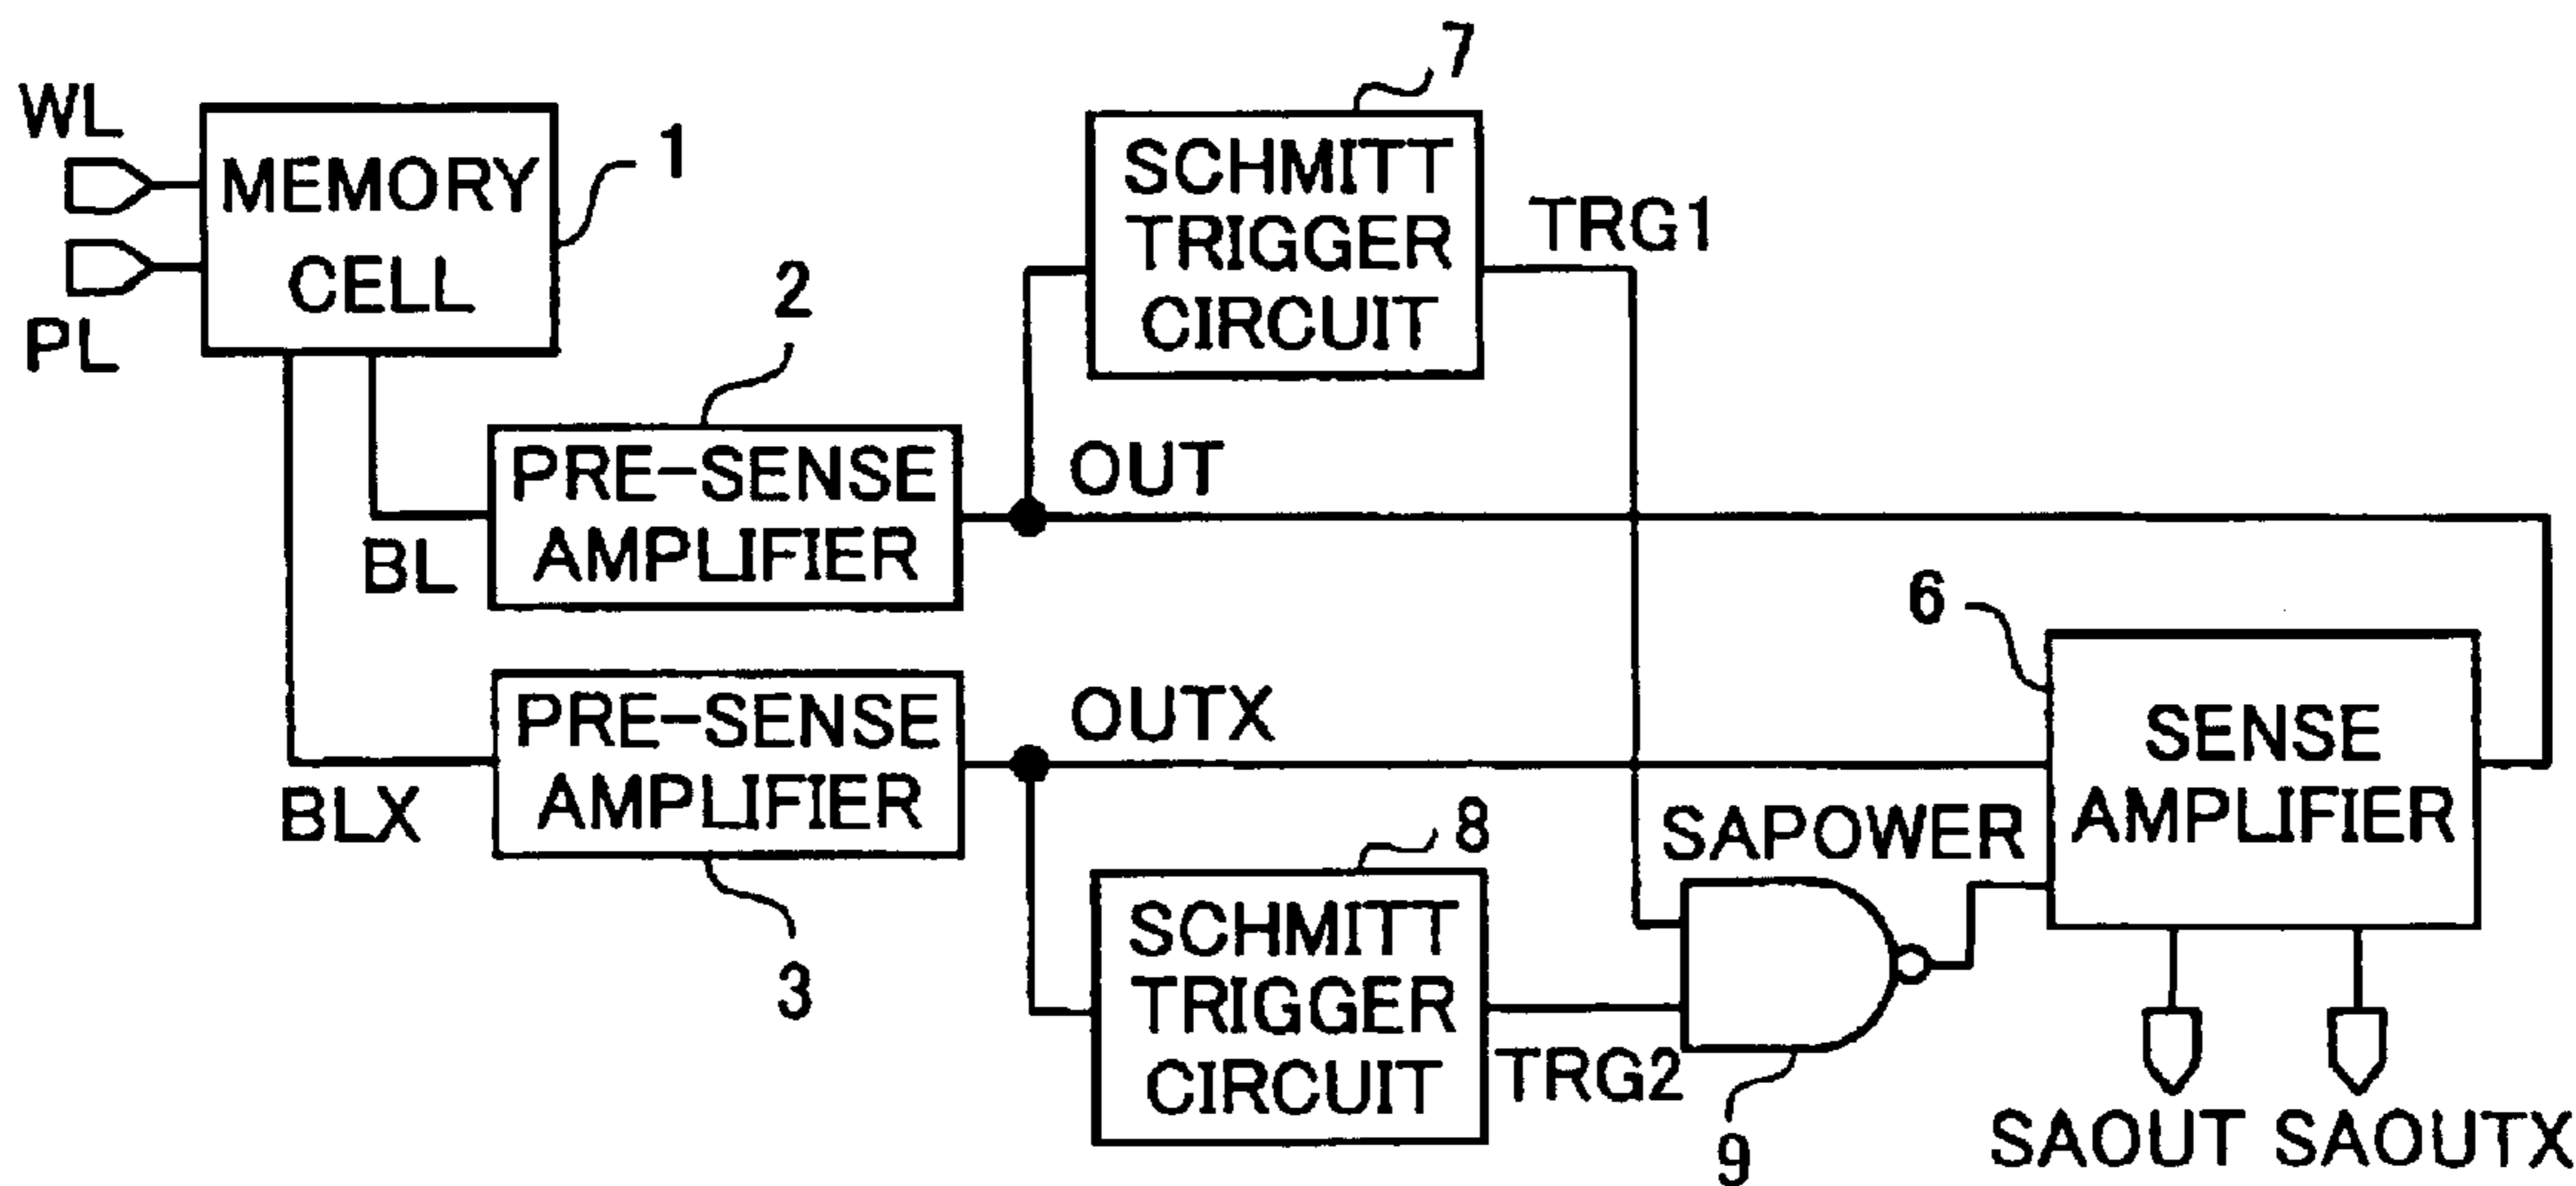 7
WL
MEMORY
CELL
1
PL
SCHMITT
TRIGGER
CIRCUIT
TRG1
2
PRE-SENSE
AMPLIFIER
BL
OUT
6
SENSE
AMPLIFIER
PRE-SENSE
AMPLIFIER
BLX
3
OUTX
8
SCHMITT
TRIGGER
CIRCUIT
TRG2
SAPOWER
9
SAOUT
SAOUTX